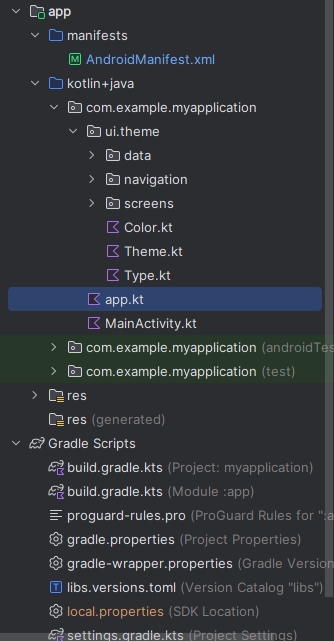 app
manifests
AndroidManifest.xml
kotlin+java
com.example.myapplication
ui.theme
data
navigation
screens
Color.kt
Theme.kt
Type.kt
app.kt
MainActivity.kt
com.example.myapplication (androidTes
com.example.myapplication (test)
res
res (generated)
Gradle Scripts
build.gradle.kts (Project: myapplication)
build.gradle.kts (Module :app)
proguard-rules.pro (ProGuard Rules for ":a
gradle.properties (Project Properties)
gradle-wrapper.properties (Gradle Version
libs.versions.toml (Version Catalog "libs")
local.properties (SDK Location)
settings.gradle.kts (Project Settings)